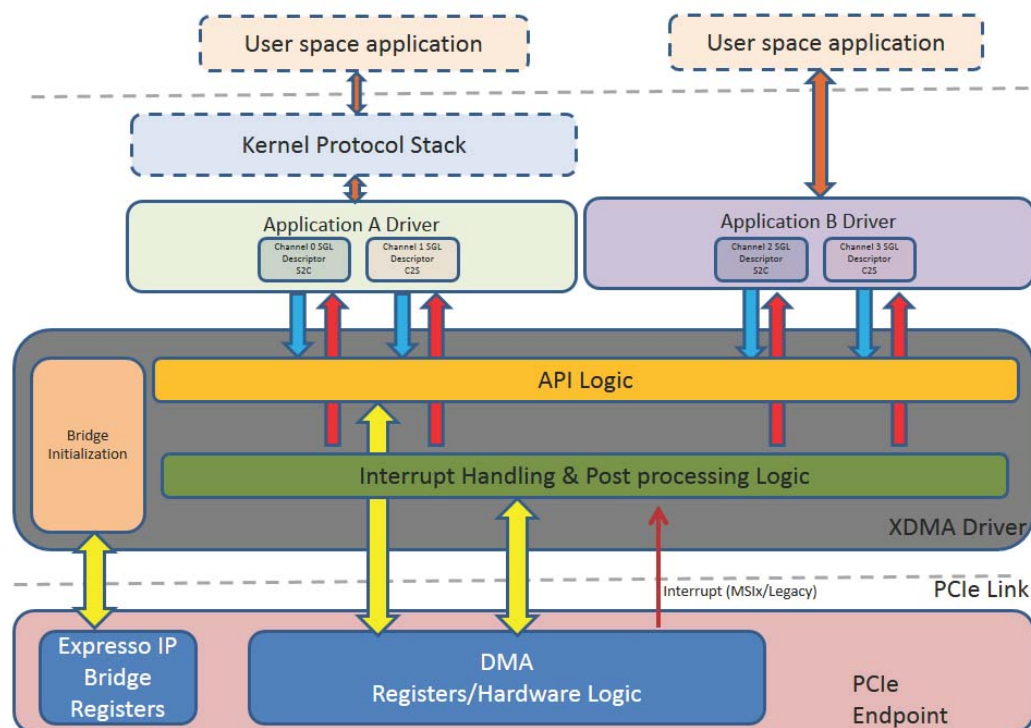 User space application
User space application
Kernel Protocol Stack
Application A Driver
Channel 0 SGL
Descriptor
S2C
Channel 1 SGL
Descriptor
C2S
Application B Driver
Channel 2 SGL
Descriptor
S2C
Channel 3 SGL
Descriptor
C2S
API Logic
Bridge
Initialization
Interrupt Handling & Post processing Logic
XDMA Driver
Interrupt (MSIx/Legacy)
PCIe Link
Expresso IP
Bridge
Registers
DMA
Registers/Hardware Logic
PCIe
Endpoint